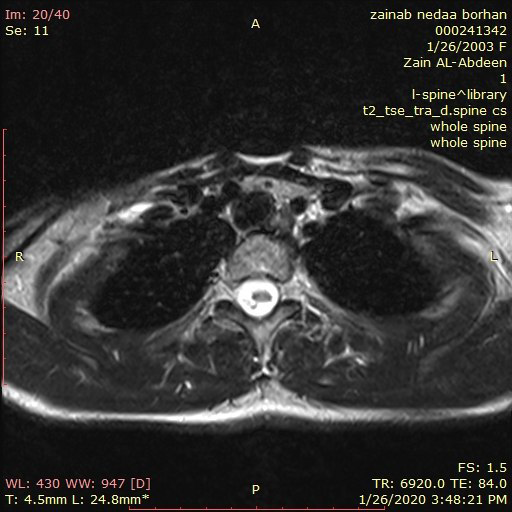 Im: 20/40
Se: 11
A
zainab nedaa borhan
000241342
1/26/2003 F
Zain AL-Abdeen
1
l-spine^library
t2_tse_tra_d.spine cs
whole spine
whole spine
R
L
WL: 430 WW: 947 [D]
T: 4.5mm L: 24.8mm*
P
FS: 1.5
TR: 6920.0 TE: 84.0
1/26/2020 3:48:21 PM